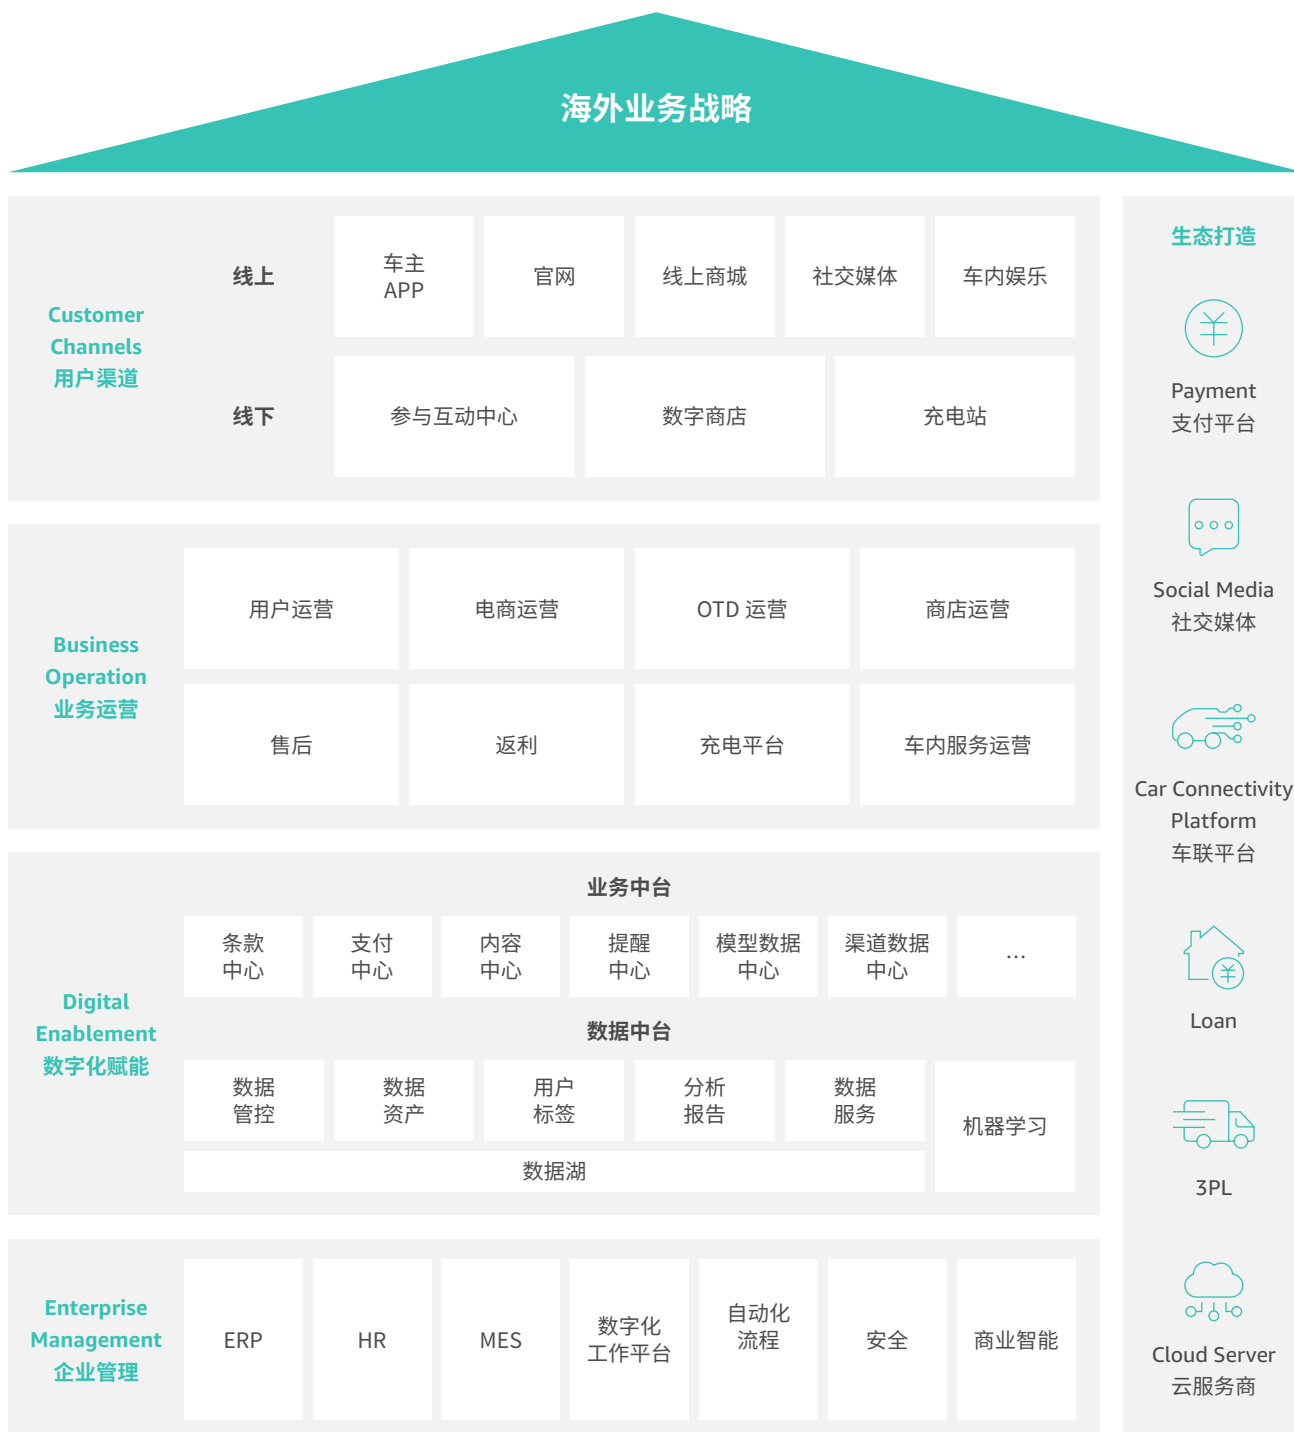 海外业务战略
Customer
Channels
用户渠道
线上
车主
APP
官网
线上商城
社交媒体
车内娱乐
线下
参与互动中心
数字商店
充电站
Business
Operation
业务运营
用户运营
电商运营
OTD 运营
商店运营
售后
返利
充电平台
车内服务运营
Digital
Enablement
数字化赋能
业务中台
条款
中心
支付
中心
内容
中心
提醒
中心
模型数据
中心
渠道数据
中心
...
数据中台
数据
管控
数据
资产
用户
标签
分析
报告
数据
服务
机器学习
数据湖
Enterprise
Management
企业管理
ERP
HR
MES
数字化
工作平台
自动化
流程
安全
商业智能
生态打造
Payment
支付平台
Social Media
社交媒体
Car Connectivity
Platform
车联平台
Loan
3PL
Cloud Server
云服务商